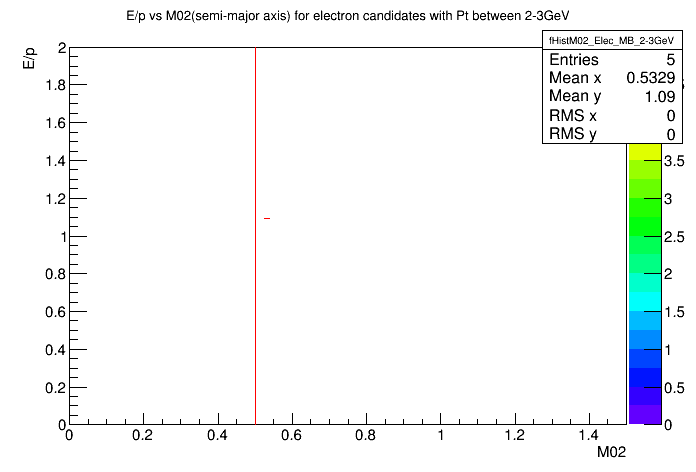 E/p vs M02(semi-major axis) for electron candidates with Pt between 2-3GeV
fHistM02_Elec_MB_2-3GeV
Entries 5
Mean x 0.5329
Mean y 1.09
RMS x 0
RMS y 0
E/p
2
1.8
1.6
1.4
1.2
1
0.8
0.6
0.4
0.2
0
0 0.2 0.4 0.6 0.8 1 1.2 1.4
M02
3.5
3
2.5
2
1.5
1
0.5
0